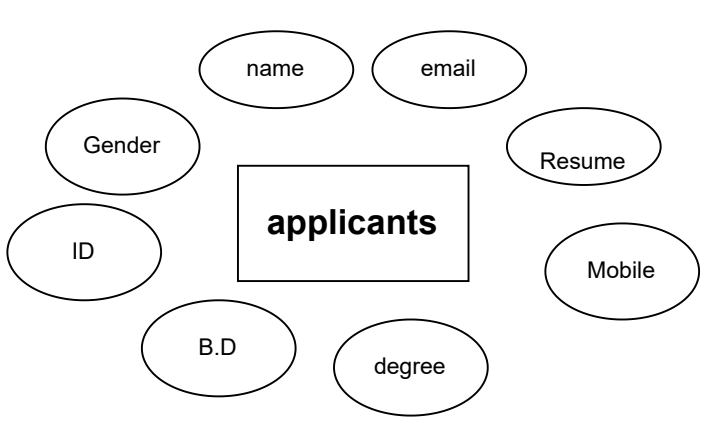 name
email
Gender
Resume
applicants
ID
Mobile
B.D
degree